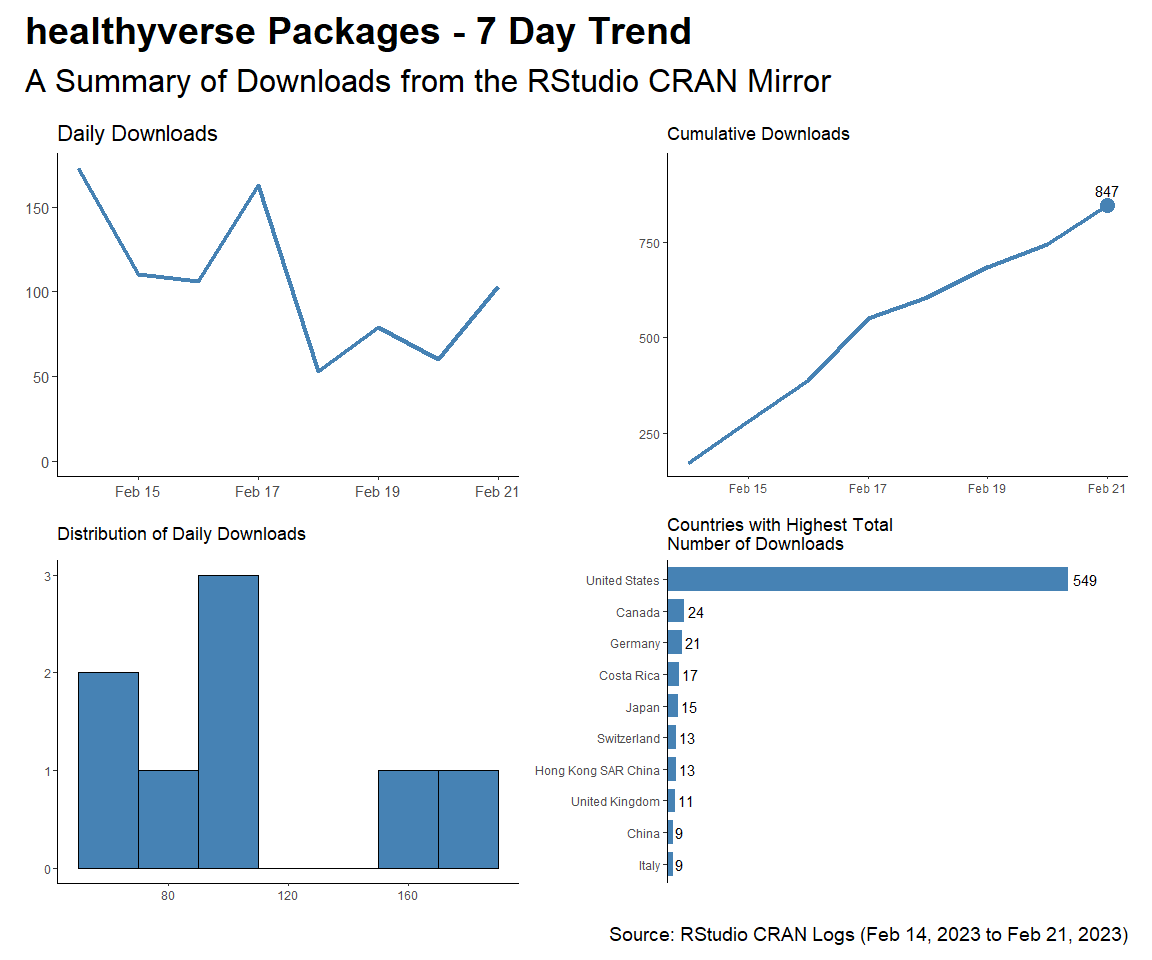 healthyverse Packages - 7 Day Trend
A Summary of Downloads from the RStudio CRAN Mirror
Daily Downloads
150
100
50
0
Feb 15 Feb 17 Feb 19 Feb 21
Cumulative Downloads
847
750
500
250
Feb 15 Feb 17 Feb 19 Feb 21
Distribution of Daily Downloads
3
2
1
0
80 120 160
Countries with Highest Total
Number of Downloads
United States 549
Canada 24
Germany 21
Costa Rica 17
Japan 15
Switzerland 13
Hong Kong SAR China 13
United Kingdom 11
China 9
Italy 9
Source: RStudio CRAN Logs (Feb 14, 2023 to Feb 21, 2023)